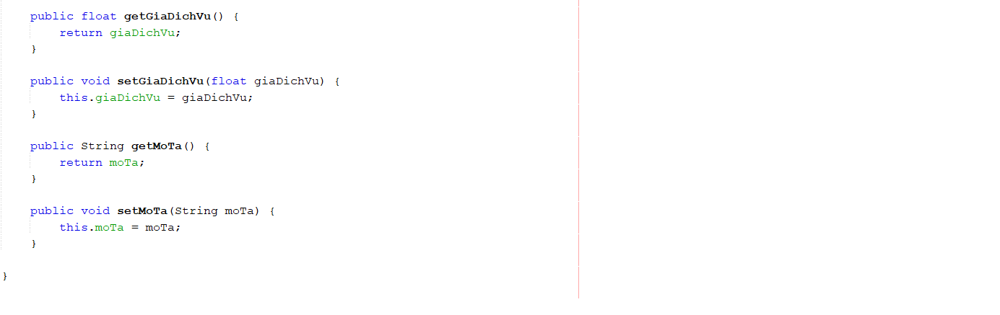 public float getGiaDichVu() {
return giaDichVu;
}
public void setGiaDichVu(float giaDichVu) {
this.giaDichVu = giaDichVu;
}
public String getMoTa() {
return moTa;
}
public void setMoTa(String moTa) {
this.moTa = moTa;
}
}